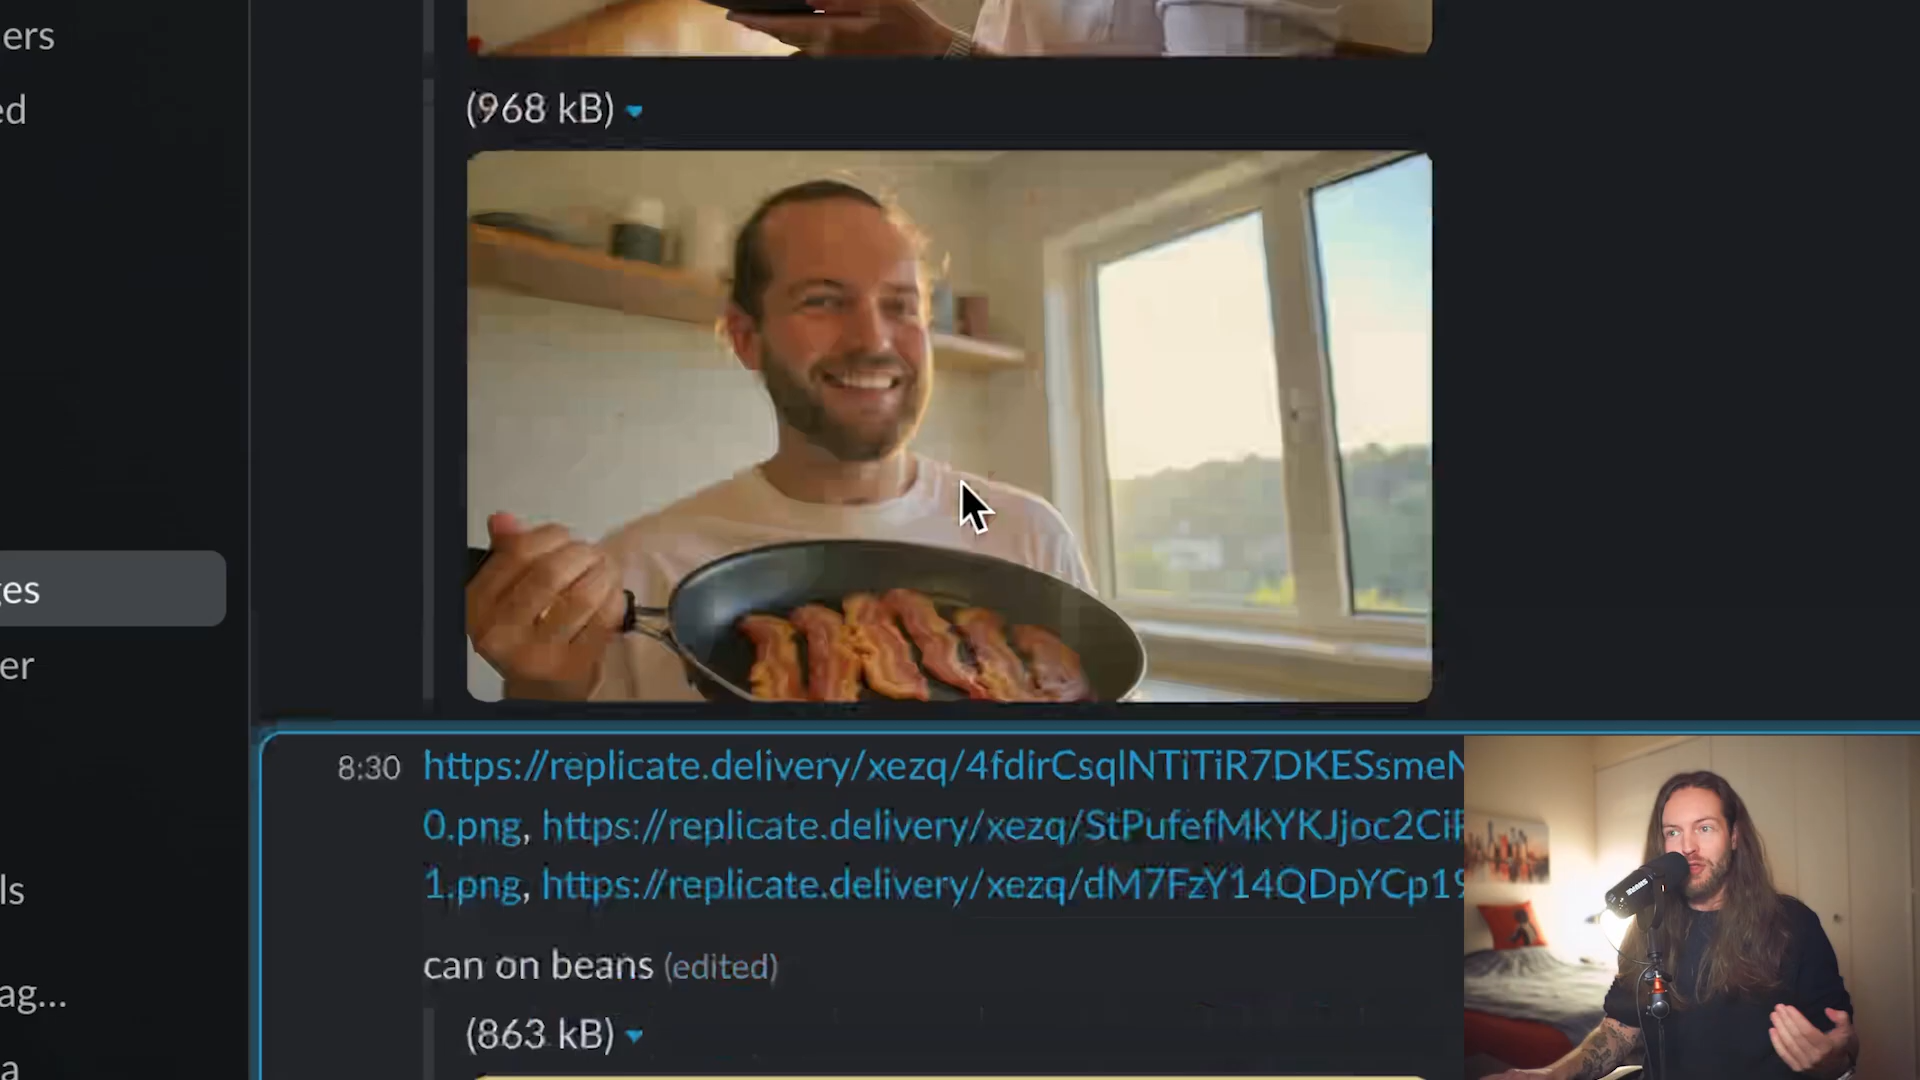 ers
ed
(968 kB)
ges
er
8:30 https://replicate.delivery/xezq/4fdirCsqlNTiTiR7DKESsmeN
0.png, https://replicate.delivery/xezq/StPufefMkYKJjoc2CiF
1.png, https://replicate.delivery/xezq/dM7FzY14QDpYCp19
ls
can on beans (edited)
ag...
(863 kB)
a